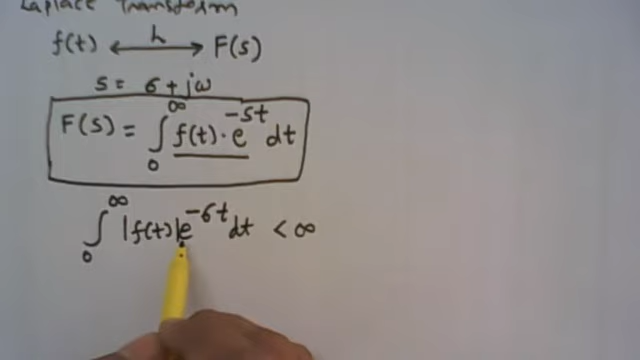 Laplace Transform
f(t) ⟷ F(s)
s = σ + jω
F(s) = ∫₀^∞ f(t) · e^{-st} dt
∫₀^∞ |f(t)| e^{-σt} dt < ∞